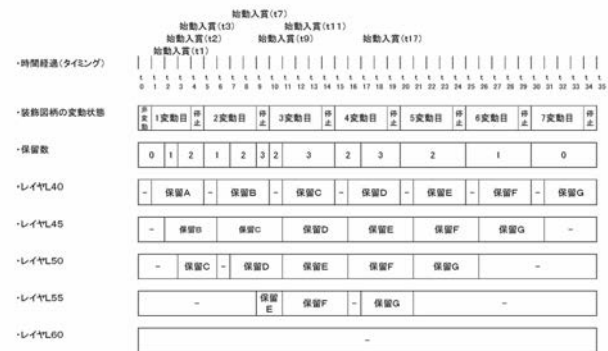 始動入賞(t7)
始動入賞(t3) 始動入賞(t11)
始動入賞(t2) 始動入賞(t9) 始動入賞(t17)
始動入賞(t1)
・時間経過(タイミング)
t t t t t t t t t t t t t t t t t t t t t t t t t t t t t t t t t t t t
0 1 2 3 4 5 6 7 8 9 10 11 12 13 14 15 16 17 18 19 20 21 22 23 24 25 26 27 28 29 30 31 32 33 34 35
・装飾図柄の変動状態 非変動 1変動目 停止 2変動目 停止 3変動目 停止 4変動目 停止 5変動目 停止 6変動目 停止 7変動目 停止
・保留数 0 1 2 1 2 3 2 3 2 3 2 1 0
・レイヤL40 - 保留A - 保留B - 保留C - 保留D - 保留E - 保留F - 保留G
・レイヤL45 - 保留B 保留C 保留D 保留E 保留F 保留G -
・レイヤL50 - 保留C - 保留D 保留E 保留F 保留G -
・レイヤL55 - 保留E 保留F - 保留G -
・レイヤL60 -